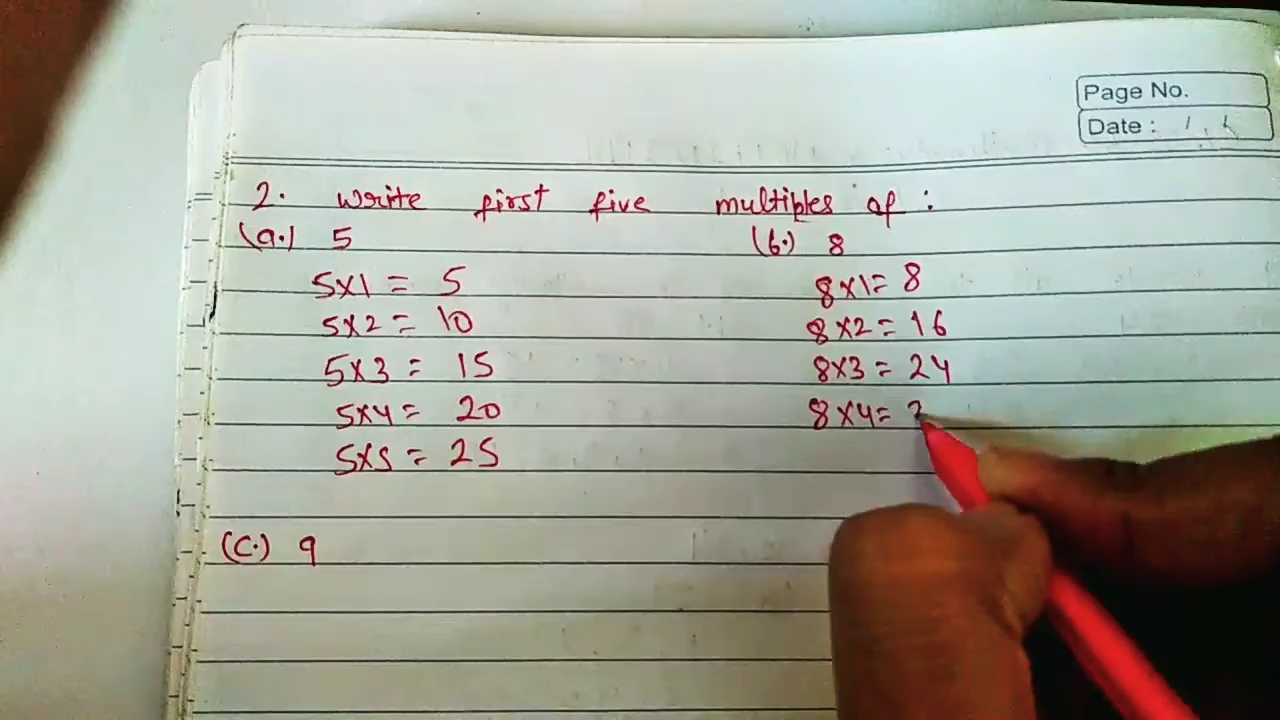 Page No.
Date :
2. write first five multiples of :
(a.) 5
5x1 = 5
5x2 = 10
5x3 = 15
5x4 = 20
5x5 = 25
(b.) 8
8x1= 8
8x2 = 16
8x3 = 24
8x4=
(C.) 9